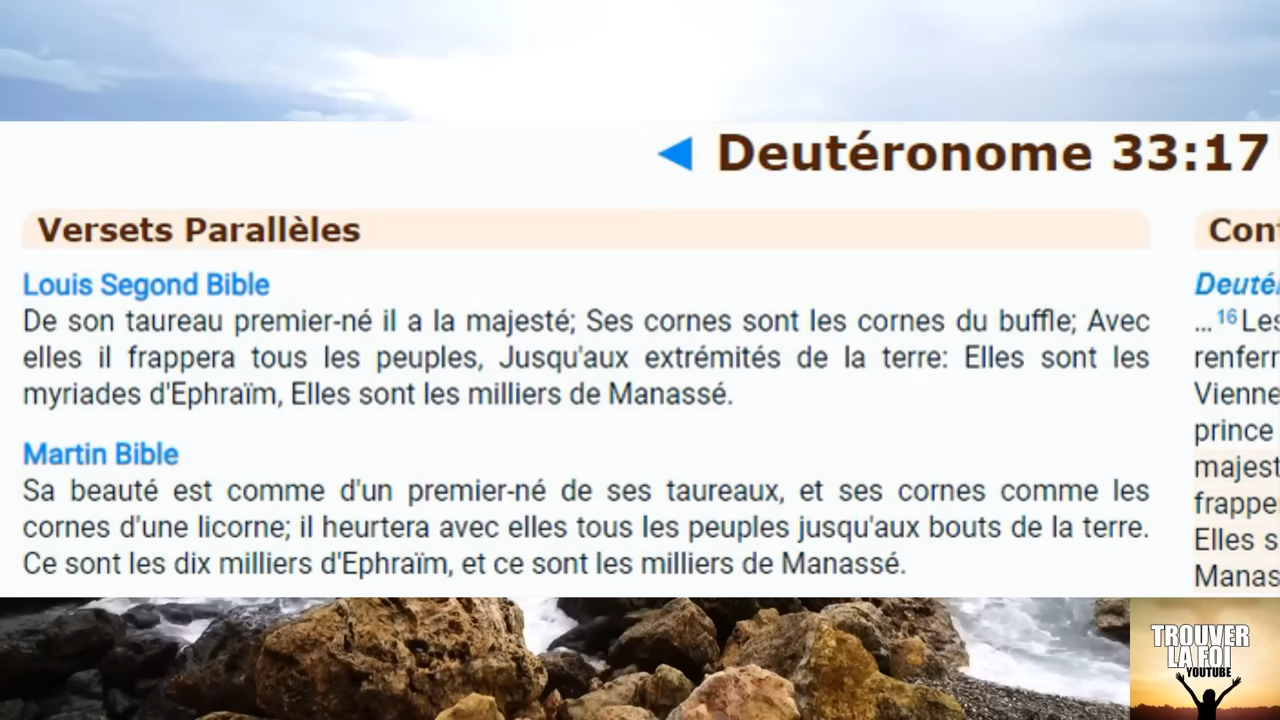 ◀ Deutéronome 33:17
Versets Parallèles
Louis Segond Bible
De son taureau premier-né il a la majesté; Ses cornes sont les cornes du buffle; Avec
elles il frappera tous les peuples, Jusqu'aux extrémités de la terre: Elles sont les
myriades d'Ephraïm, Elles sont les milliers de Manassé.
Martin Bible
Sa beauté est comme d'un premier-né de ses taureaux, et ses cornes comme les
cornes d'une licorne; il heurtera avec elles tous les peuples jusqu'aux bouts de la terre.
Ce sont les dix milliers d'Ephraïm, et ce sont les milliers de Manassé.
Cont
Deuté
…16 Les
renferm
Vienne
prince
majest
frappe
Elles s
Manas
TROUVER
LA FOI
YOUTUBE